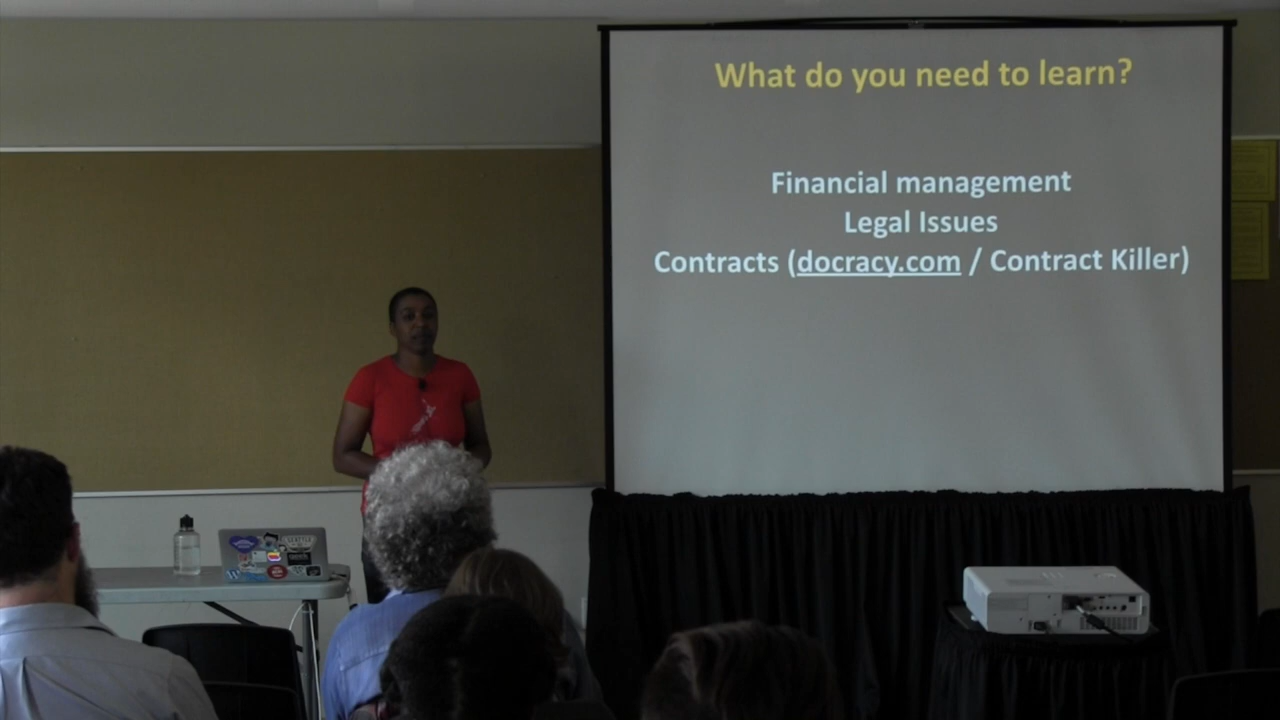 What do you need to learn?
Financial management
Legal Issues
Contracts (docracy.com / Contract Killer)